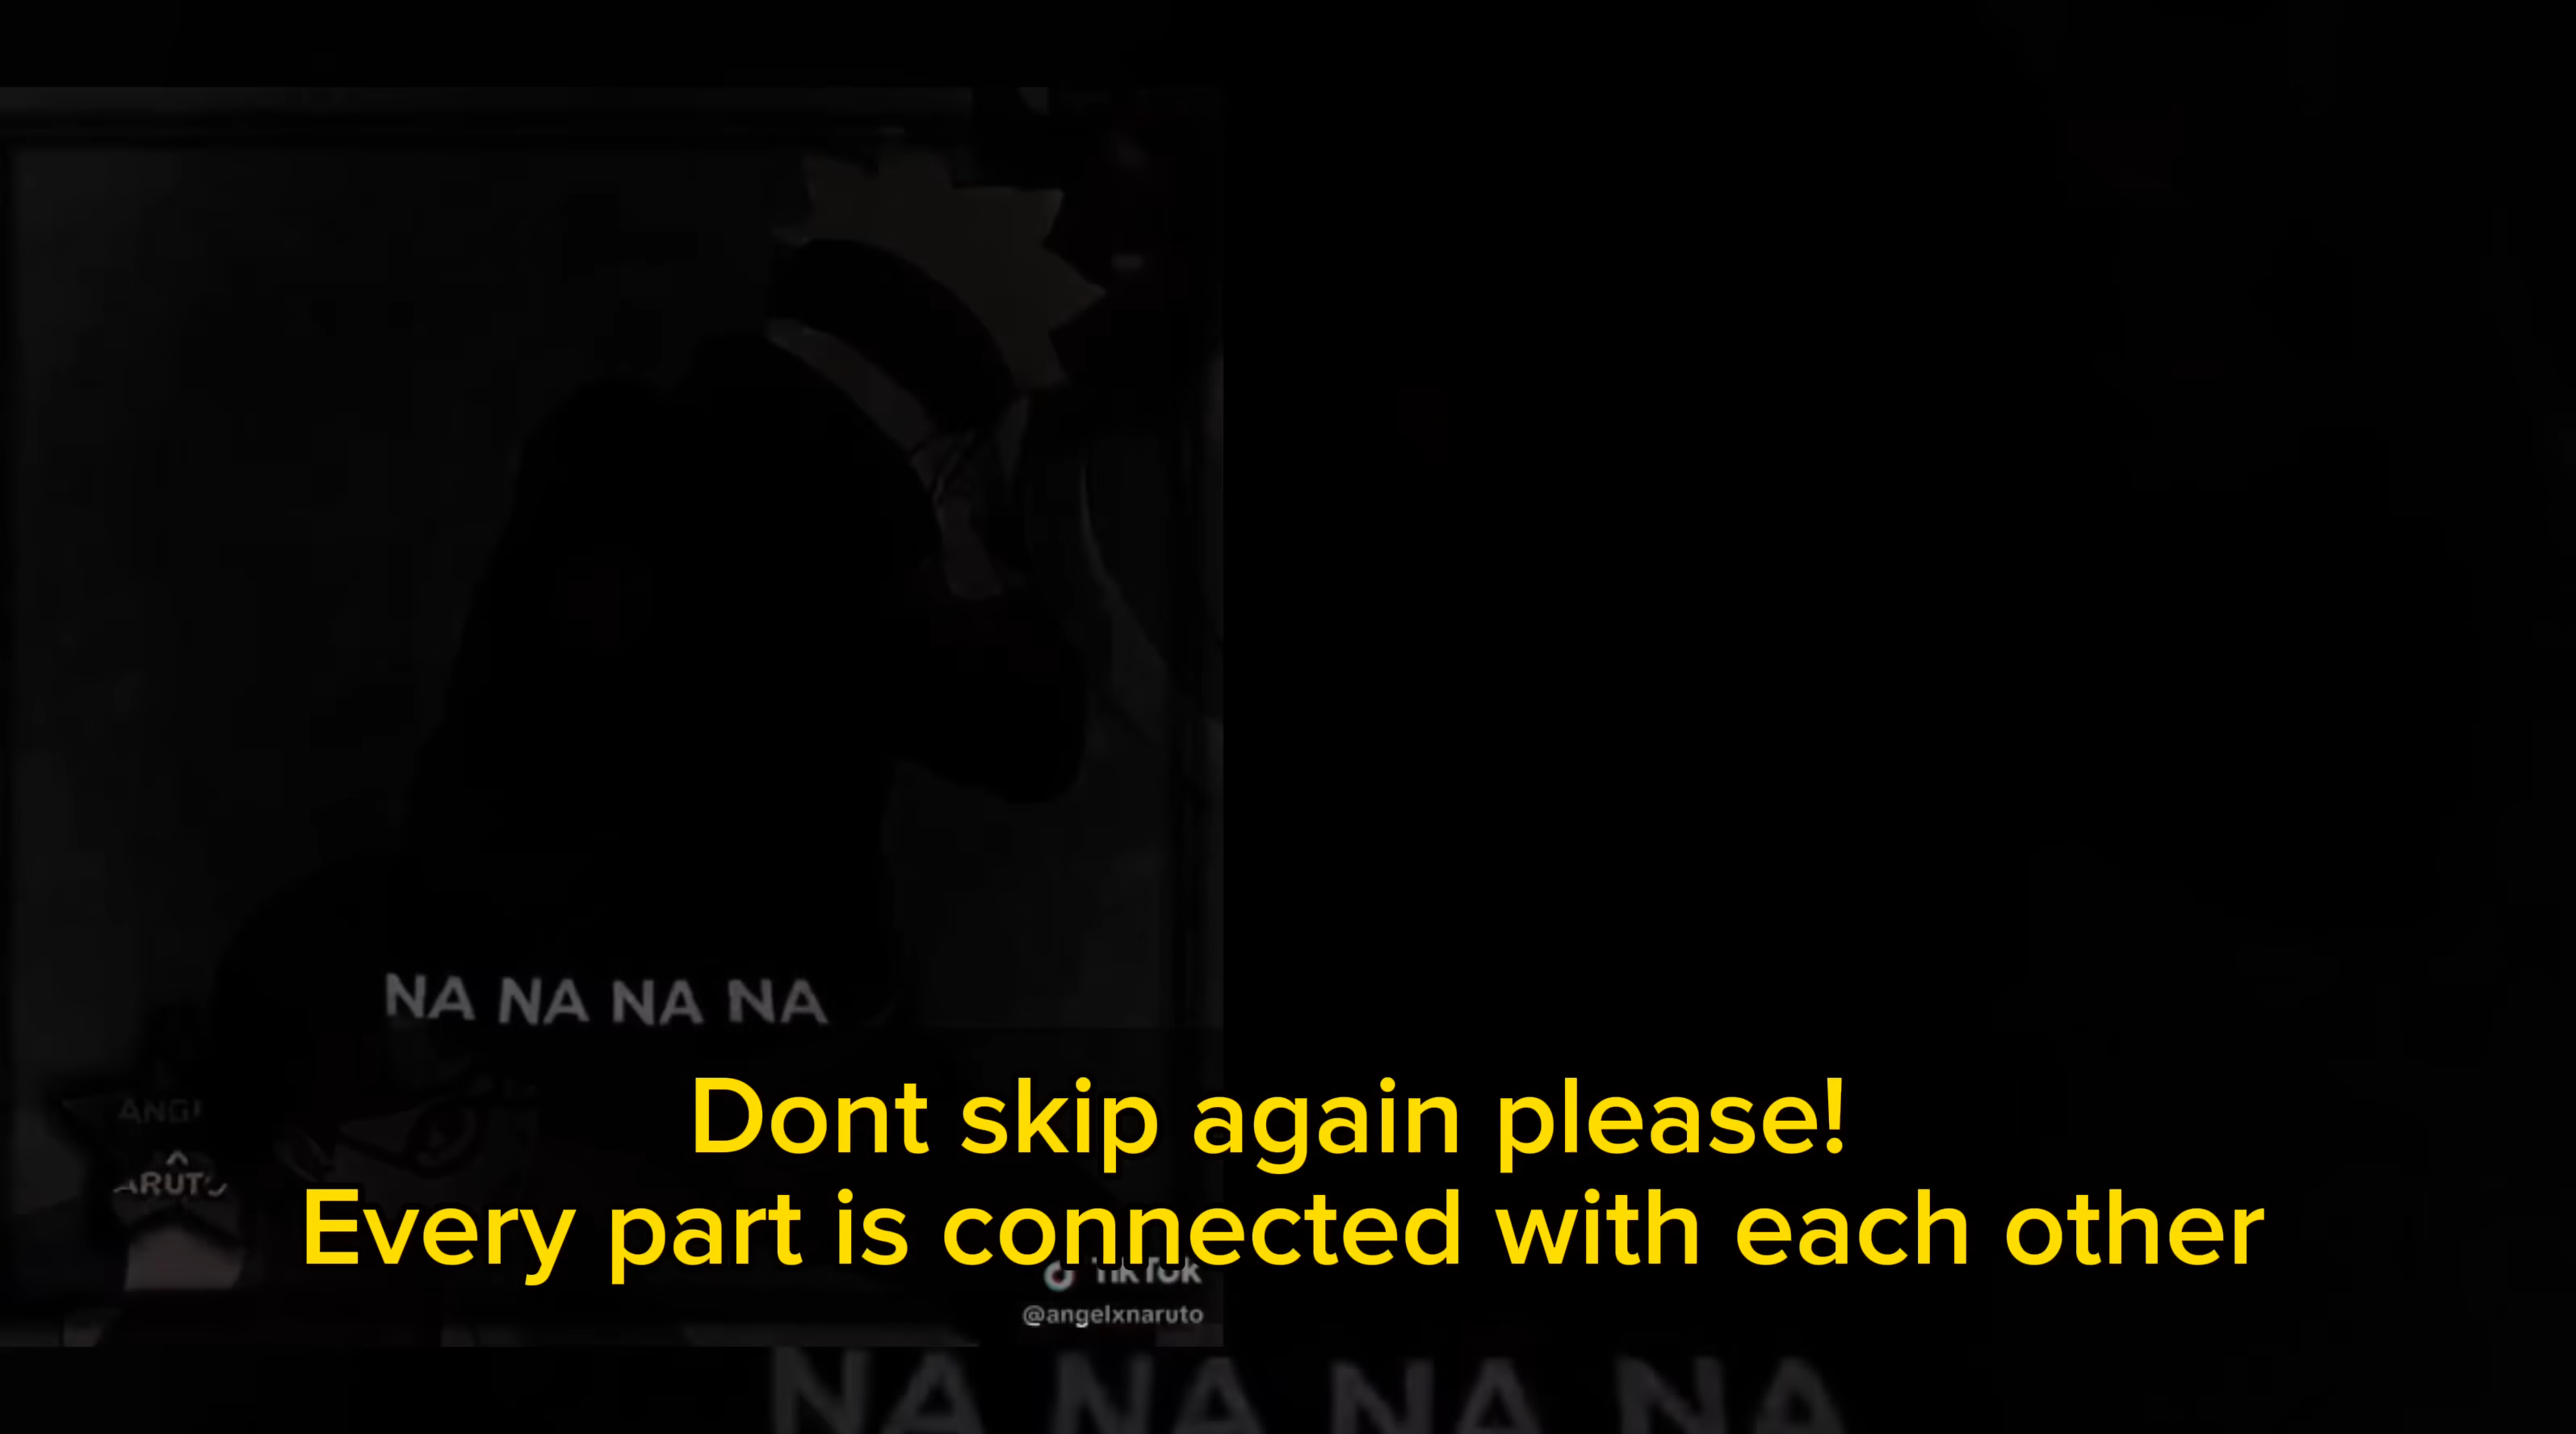 NA NA NA NA
Dont skip again please!
Every part is connected with each other
TikTok
@angelxnaruto
NA NA NA NA